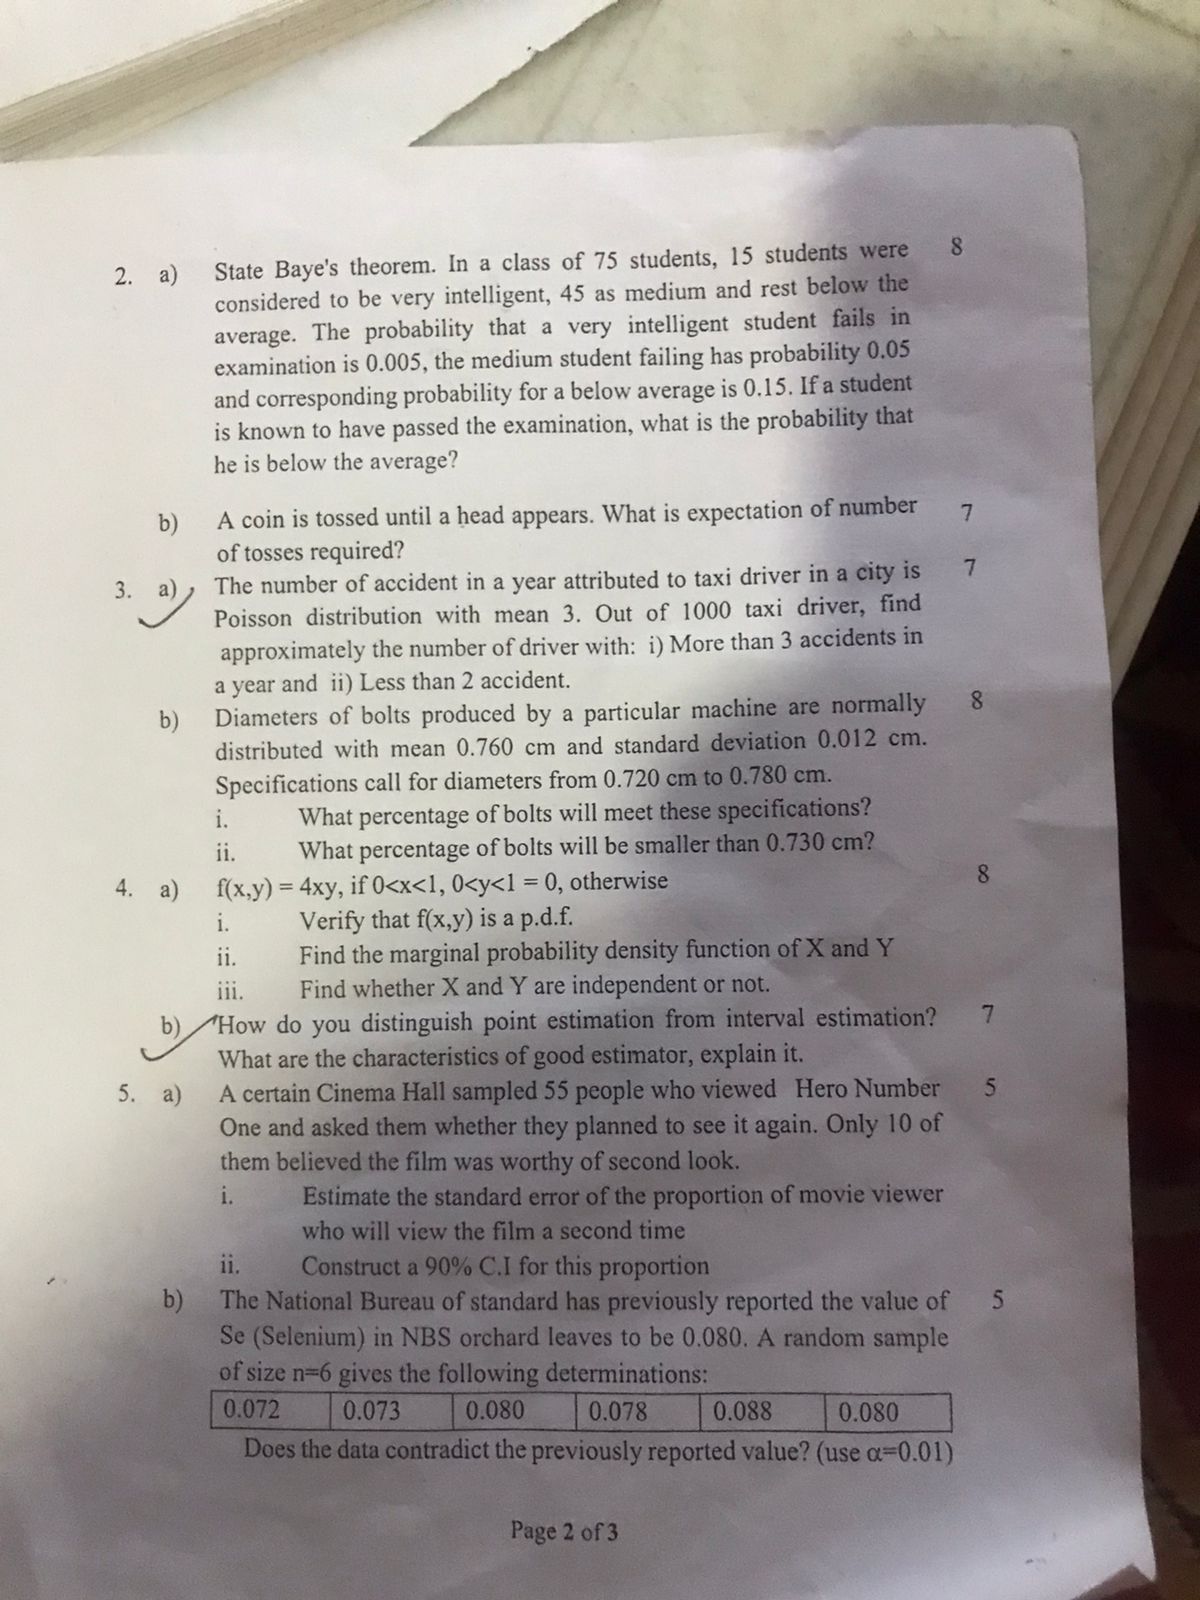 2. a) State Baye's theorem. In a class of 75 students, 15 students were 8
considered to be very intelligent, 45 as medium and rest below the
average. The probability that a very intelligent student fails in
examination is 0.005, the medium student failing has probability 0.05
and corresponding probability for a below average is 0.15. If a student
is known to have passed the examination, what is the probability that
he is below the average?
b) A coin is tossed until a head appears. What is expectation of number 7
of tosses required?
3. a) The number of accident in a year attributed to taxi driver in a city is 7
Poisson distribution with mean 3. Out of 1000 taxi driver, find
approximately the number of driver with: i) More than 3 accidents in
a year and ii) Less than 2 accident.
b) Diameters of bolts produced by a particular machine are normally 8
distributed with mean 0.760 cm and standard deviation 0.012 cm.
Specifications call for diameters from 0.720 cm to 0.780 cm.
i. What percentage of bolts will meet these specifications?
ii. What percentage of bolts will be smaller than 0.730 cm?
4. a) f(x,y) = 4xy, if 0<x<1, 0<y<1 = 0, otherwise 8
i. Verify that f(x,y) is a p.d.f.
ii. Find the marginal probability density function of X and Y
iii. Find whether X and Y are independent or not.
b) How do you distinguish point estimation from interval estimation? 7
What are the characteristics of good estimator, explain it.
5. a) A certain Cinema Hall sampled 55 people who viewed Hero Number 5
One and asked them whether they planned to see it again. Only 10 of
them believed the film was worthy of second look.
i. Estimate the standard error of the proportion of movie viewer
who will view the film a second time
ii. Construct a 90% C.I for this proportion
b) The National Bureau of standard has previously reported the value of 5
Se (Selenium) in NBS orchard leaves to be 0.080. A random sample
of size n=6 gives the following determinations:
0.072 0.073 0.080 0.078 0.088 0.080
Does the data contradict the previously reported value? (use α=0.01)
Page 2 of 3